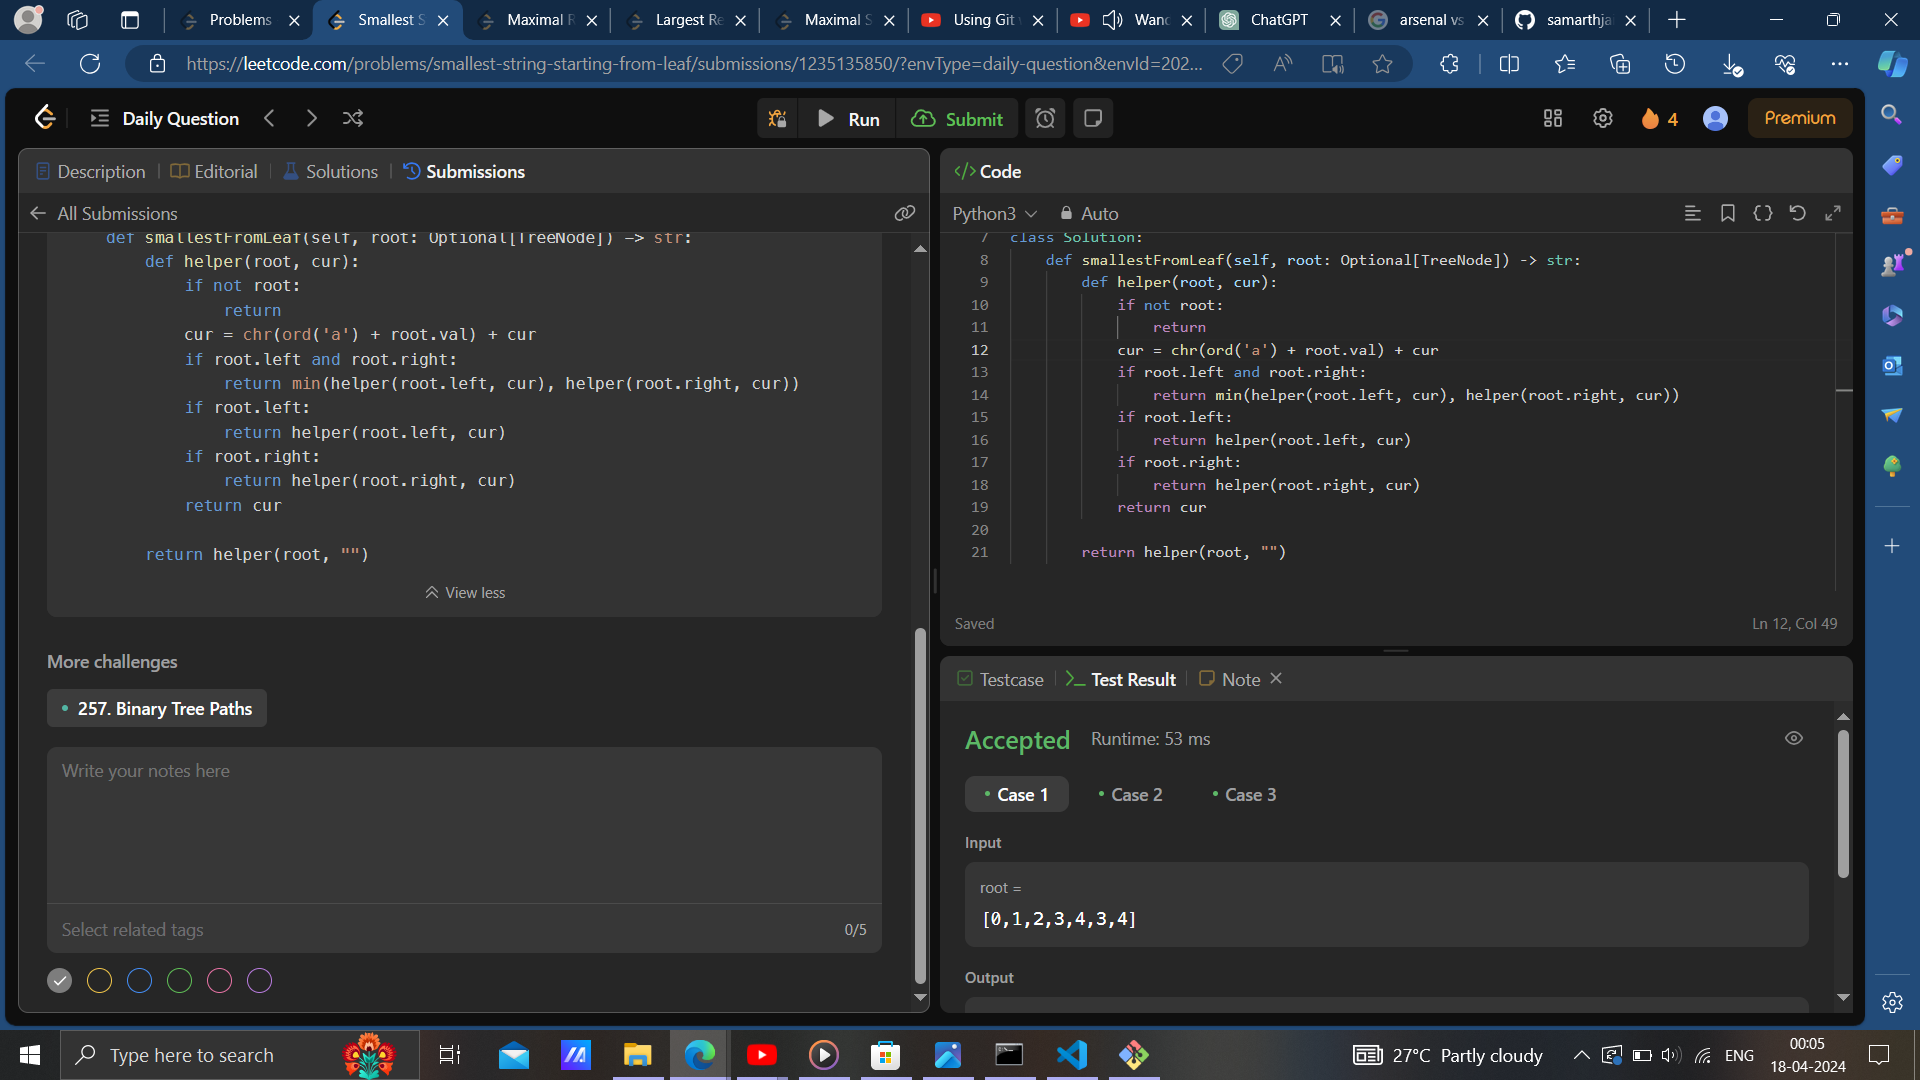 Problems
Smallest S
Maximal R
Largest Re
Maximal S
Using Git
Wanc
ChatGPT
arsenal vs
samarthja
https://leetcode.com/problems/smallest-string-starting-from-leaf/submissions/1235135850/?envType=daily-question&envId=202...
Daily Question
Run
Submit
4
Premium
Description
Editorial
Solutions
Submissions
All Submissions
def smallestFromLeaf(self, root: Optional[TreeNode]) -> str:
def helper(root, cur):
if not root:
return
cur = chr(ord('a') + root.val) + cur
if root.left and root.right:
return min(helper(root.left, cur), helper(root.right, cur))
if root.left:
return helper(root.left, cur)
if root.right:
return helper(root.right, cur)
return cur
return helper(root, "")
View less
More challenges
257. Binary Tree Paths
Write your notes here
Select related tags
0/5
</> Code
Python3
Auto
7 class Solution:
8 def smallestFromLeaf(self, root: Optional[TreeNode]) -> str:
9 def helper(root, cur):
10 if not root:
11 return
12 cur = chr(ord('a') + root.val) + cur
13 if root.left and root.right:
14 return min(helper(root.left, cur), helper(root.right, cur))
15 if root.left:
16 return helper(root.left, cur)
17 if root.right:
18 return helper(root.right, cur)
19 return cur
20
21 return helper(root, "")
Saved
Ln 12, Col 49
Testcase
Test Result
Note
Accepted
Runtime: 53 ms
Case 1
Case 2
Case 3
Input
root =
[0,1,2,3,4,3,4]
Output
Type here to search
27°C Partly cloudy
ENG
00:05
18-04-2024